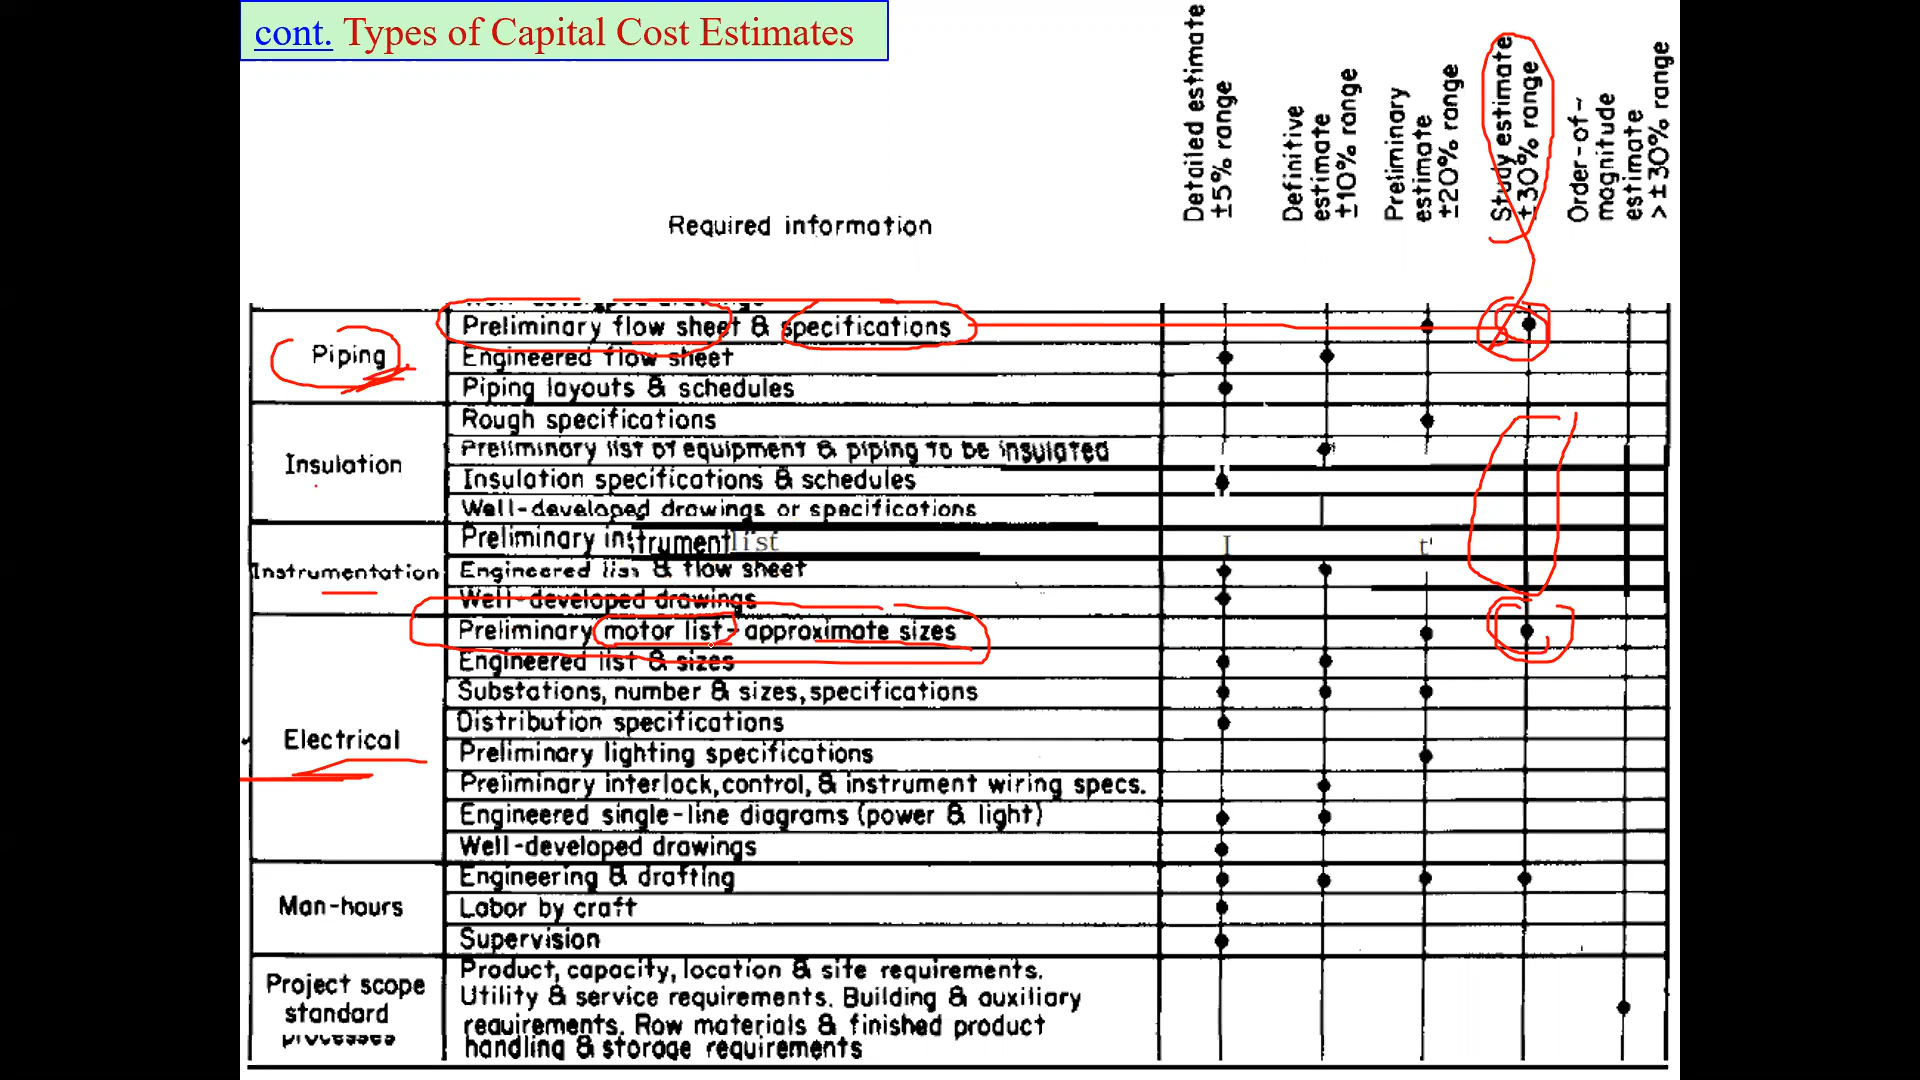 cont. Types of Capital Cost Estimates
Detailed estimate
±5% range
Definitive
estimate
±10% range
Preliminary
estimate
±20% range
Study estimate
±30% range
Order-of-
magnitude
estimate
>±30% range
Required information
Piping
Preliminary flow sheet & specifications
Engineered flow sheet
Piping layouts & schedules
Insulation
Rough specifications
Preliminary list of equipment & piping to be insulated
Insulation specifications & schedules
Well-developed drawings or specifications
Instrumentation
Preliminary instrument list
Engineered list & flow sheet
Well-developed drawings
Electrical
Preliminary motor list-approximate sizes
Engineered list & sizes
Substations, number & sizes, specifications
Distribution specifications
Preliminary lighting specifications
Preliminary interlock, control, & instrument wiring specs.
Engineered single-line diagrams (power & light)
Well-developed drawings
Man-hours
Engineering & drafting
Labor by craft
Supervision
Project scope
standard
processes
Product, capacity, location & site requirements.
Utility & service requirements. Building & auxiliary
requirements. Raw materials & finished product
handling & storage requirements